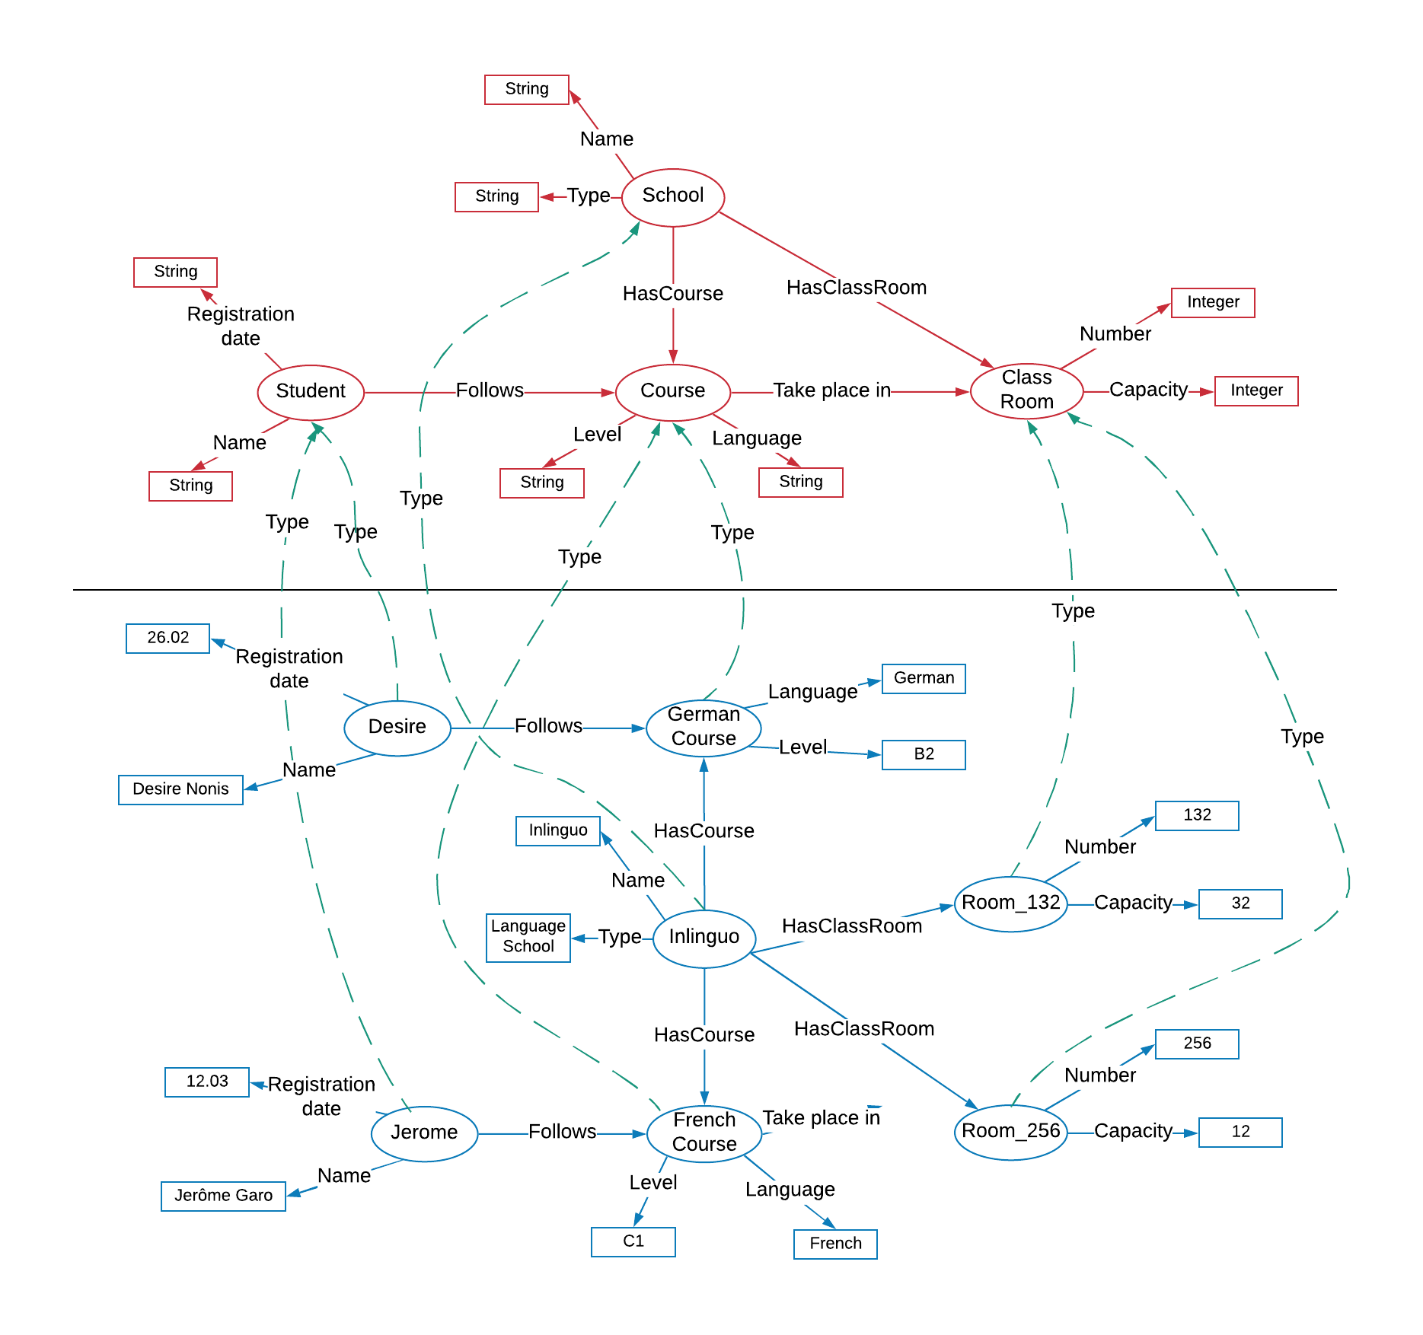 String
Name
String
Type
School
String
Registration
date
HasCourse
HasClassRoom
Integer
Number
Student
Follows
Course
Take place in
Class
Room
Capacity
Integer
Name
Level
Language
String
String
String
Type
Type
Type
Type
Type
Type
26.02
Registration
date
Language
German
Desire
Follows
German
Course
Level
B2
Type
Name
Desire Nonis
Inlinguo
HasCourse
132
Number
Name
Room_132
Capacity
32
Language
School
Type
Inlinguo
HasClassRoom
HasCourse
HasClassRoom
256
Number
12.03
Registration
date
Jerome
Follows
French
Course
Take place in
Room_256
Capacity
12
Name
Jerôme Garo
Level
Language
C1
French